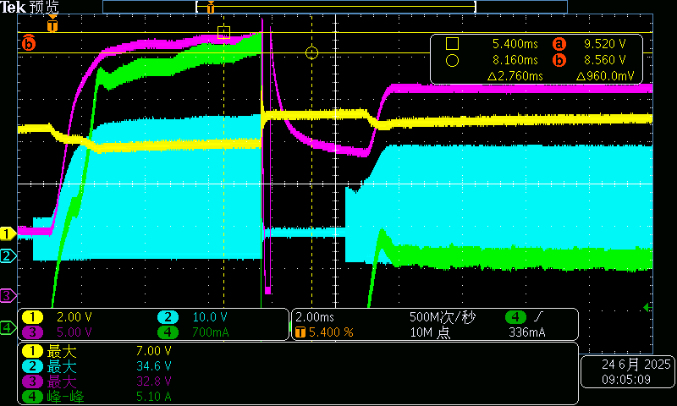 Tek 预览
T
T
b
5.400ms a 9.520 V
8.160ms b 8.560 V
△2.760ms △960.0mV
1
2
3
4
1 2.00 V 2 10.0 V
3 5.00 V 4 700mA
2.00ms 500M次/秒 4
T 5.400 % 10M 点 336mA
1 最大 7.00 V
2 最大 34.6 V
3 最大 32.8 V
4 峰-峰 5.10 A
24 6月 2025
09:05:09